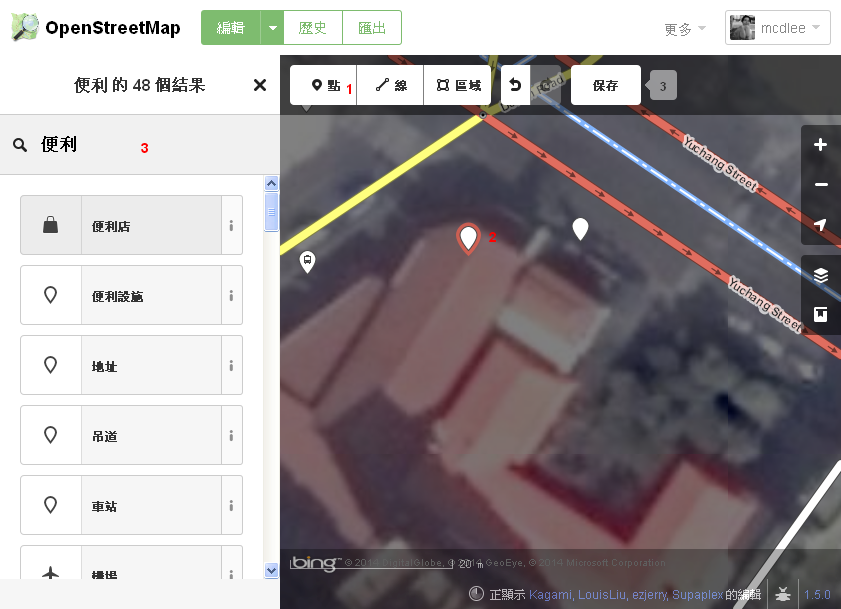 OpenStreetMap
編輯
歷史
匯出
更多
mcdlee
便利 的 48 個結果
點 1
線
區域
保存
3
便利 3
便利店
便利設施
地址
吊道
車站
機場
2
Road
Yuchang Street
Yuchang Street
bing
© 2014 DigitalGlobe, © 2014 GeoEye, © 2014 Microsoft Corporation
20
正顯示 Kagami, LouisLiu, ezjerry, Supaplex 的編輯
1.5.0